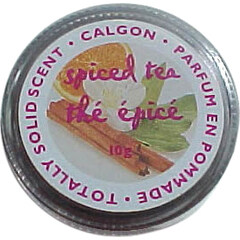 TOTALLY SOLID SCENT • CALGON • PARFUM EN POMMADE •
spiced tea
thé épicé
10g